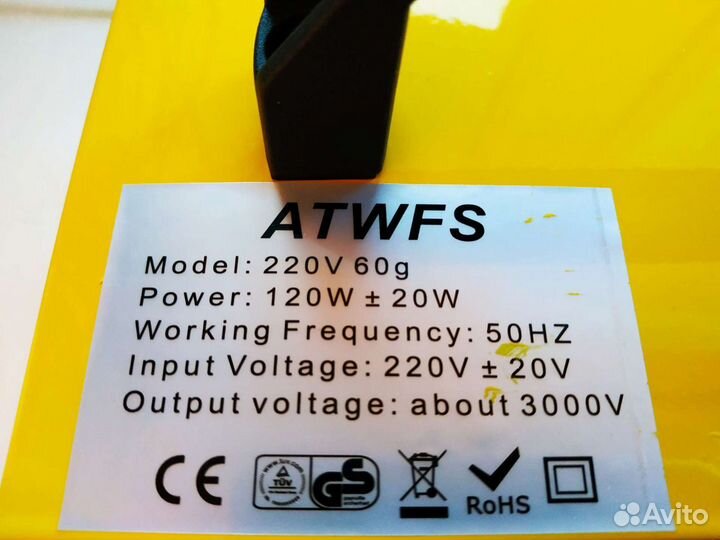 ATWFS
Model: 220V 60g
Power: 120W ± 20W
Working Frequency: 50HZ
Input Voltage: 220V ± 20V
Output voltage: about 3000V
CE
TÜV
GS
RoHS
Avito